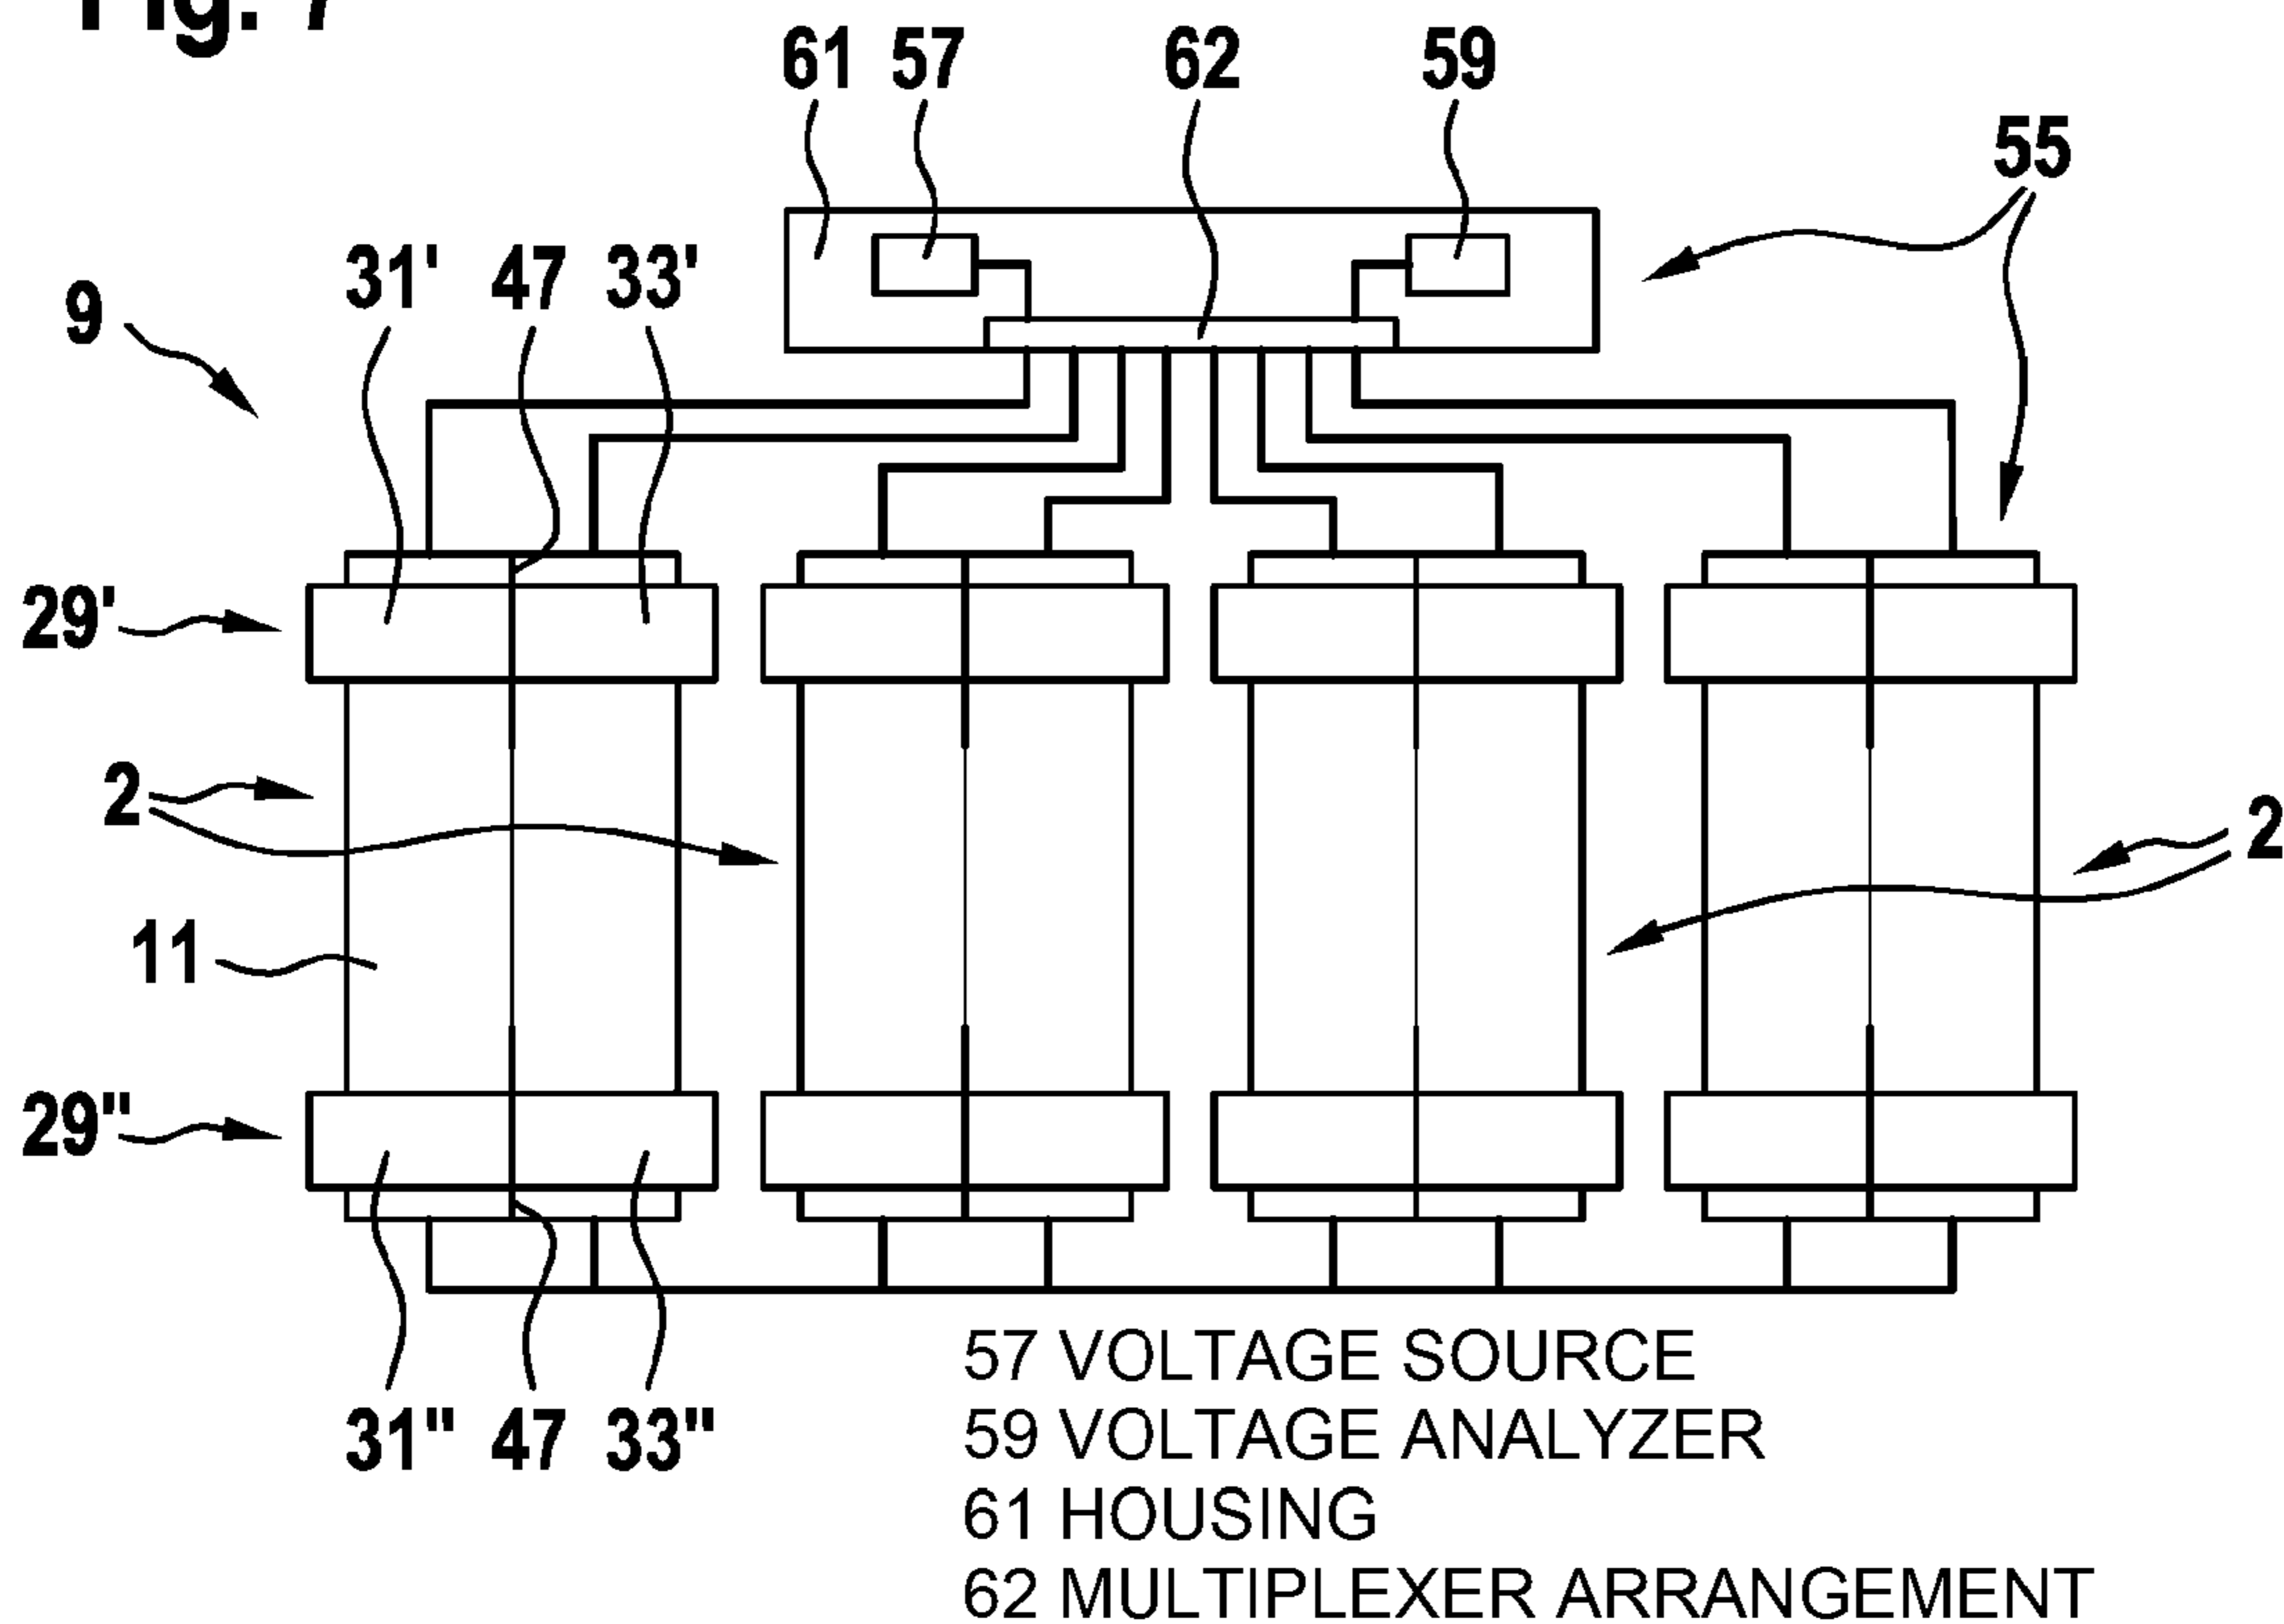 Fig. 7
61 57 62 59
55
31' 47 33'
9
29'
2
2
11
29"
31" 47 33"
57 VOLTAGE SOURCE
59 VOLTAGE ANALYZER
61 HOUSING
62 MULTIPLEXER ARRANGEMENT